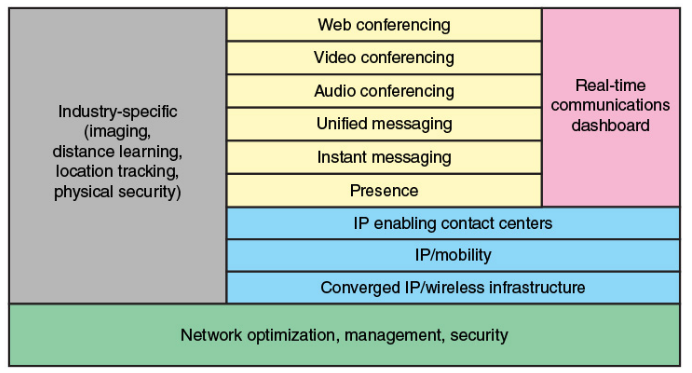 Industry-specific
(imaging,
distance learning,
location tracking,
physical security)
Web conferencing
Video conferencing
Audio conferencing
Unified messaging
Instant messaging
Presence
Real-time
communications
dashboard
IP enabling contact centers
IP/mobility
Converged IP/wireless infrastructure
Network optimization, management, security